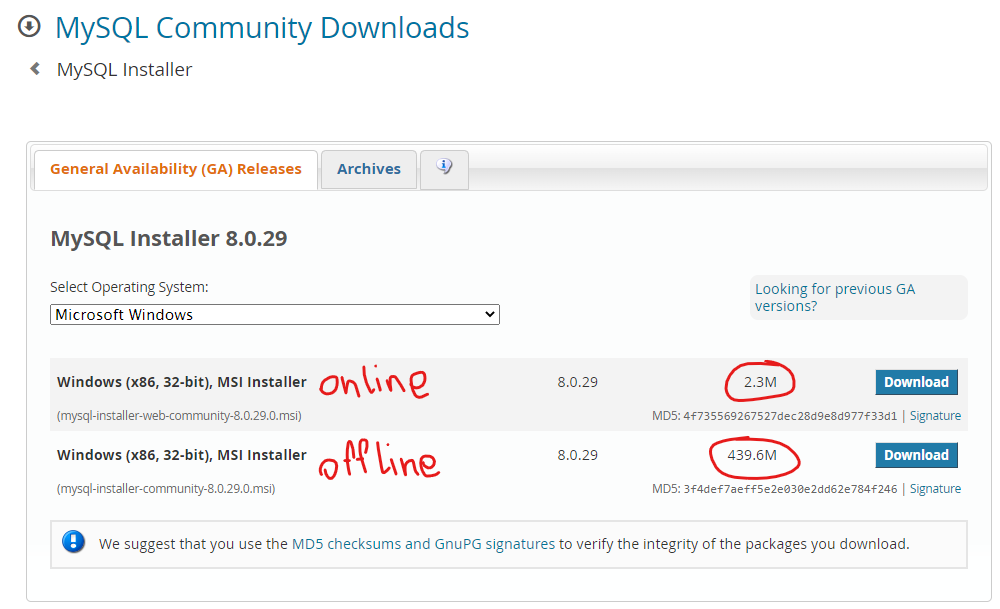 MySQL Community Downloads
MySQL Installer
General Availability (GA) Releases
Archives
MySQL Installer 8.0.29
Select Operating System:
Microsoft Windows
Looking for previous GA
versions?
Windows (x86, 32-bit), MSI Installer online 8.0.29 2.3M Download
(mysql-installer-web-community-8.0.29.0.msi) MD5: 4f735569267527dec28d9e8d977f33d1 | Signature
Windows (x86, 32-bit), MSI Installer offline 8.0.29 439.6M Download
(mysql-installer-community-8.0.29.0.msi) MD5: 3f4def7aeff5e2e030e2dd62e784f246 | Signature
We suggest that you use the MD5 checksums and GnuPG signatures to verify the integrity of the packages you download.